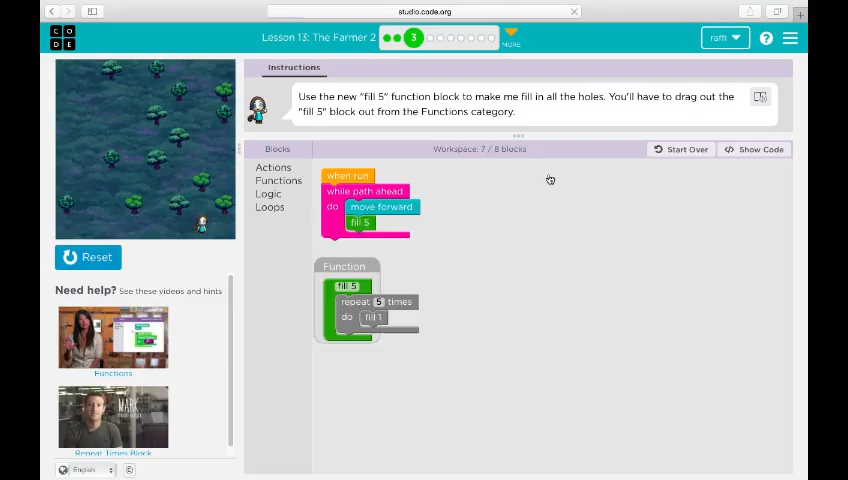 studio.code.org
C O
D E
Lesson 13: The Farmer 2
3
MORE
raffi
?
Instructions
Use the new "fill 5" function block to make me fill in all the holes. You'll have to drag out the
"fill 5" block out from the Functions category.
Blocks
Workspace: 7 / 8 blocks
Start Over
</> Show Code
Actions
Functions
Logic
Loops
when run
while path ahead
do
move forward
fill 5
Function
fill 5
repeat 5 times
do
fill 1
Reset
Need help? See these videos and hints
Functions
MARK
Repeat Times Block
English
©